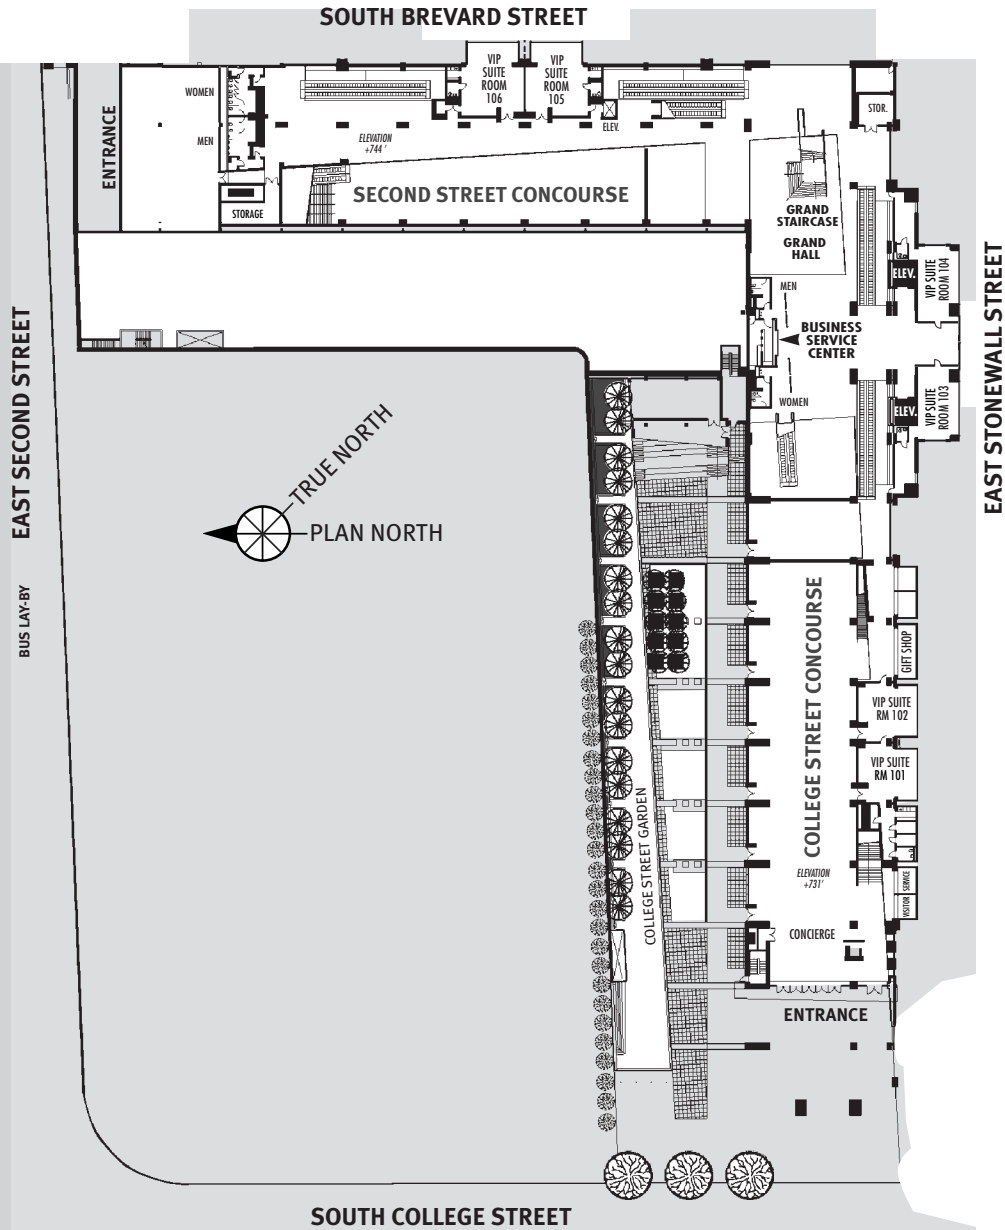 SOUTH BREVARD STREET
VIP
SUITE
ROOM
106
VIP
SUITE
ROOM
105
WOMEN
MEN
ENTRANCE
ELEVATION
+744 '
ELEV.
STOR.
SECOND STREET CONCOURSE
STORAGE
GRAND
STAIRCASE
GRAND
HALL
ELEV.
VIP SUITE
ROOM 104
MEN
BUSINESS
SERVICE
CENTER
WOMEN
ELEV.
VIP SUITE
ROOM 103
EAST STONEWALL STREET
EAST SECOND STREET
BUS LAY-BY
TRUE NORTH
PLAN NORTH
COLLEGE STREET CONCOURSE
GIFT SHOP
VIP SUITE
RM 102
VIP SUITE
RM 101
COLLEGE STREET GARDEN
ELEVATION
+731'
VISITOR SERVICE
CONCIERGE
ENTRANCE
SOUTH COLLEGE STREET